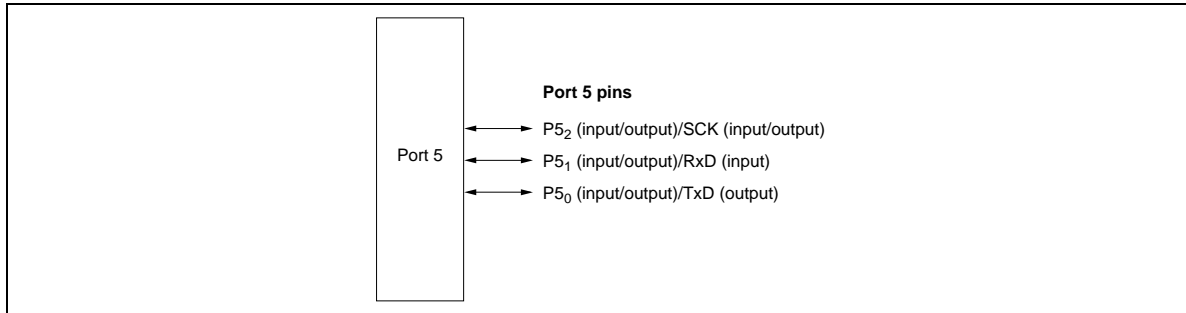 Port 5 pins
P5₂ (input/output)/SCK (input/output)
Port 5
P5₁ (input/output)/RxD (input)
P5₀ (input/output)/TxD (output)